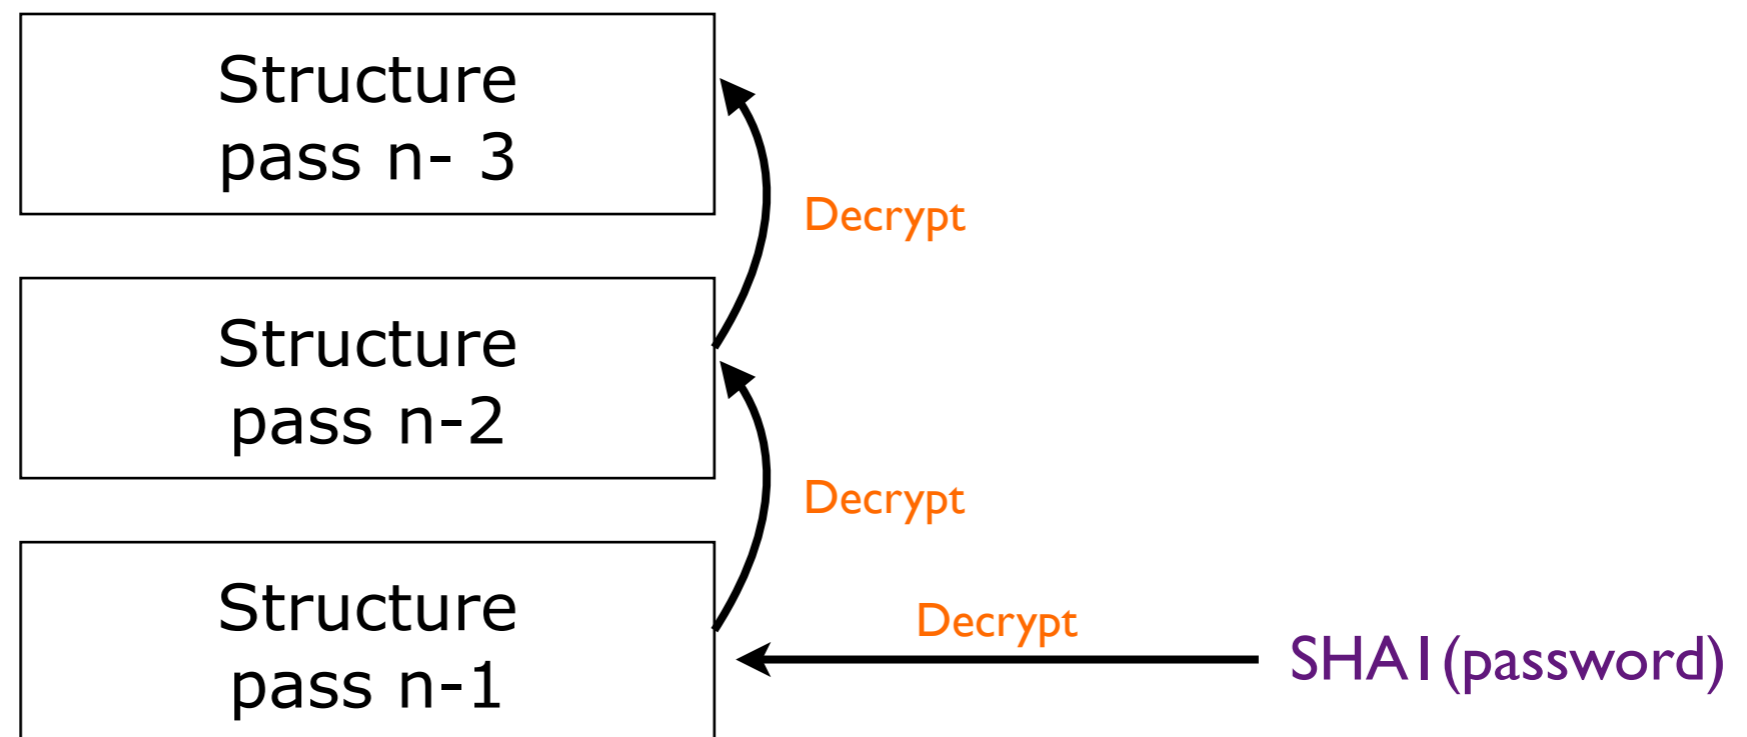 Structure
pass n- 3
Decrypt
Structure
pass n-2
Decrypt
Structure
pass n-1
Decrypt
SHA1(password)